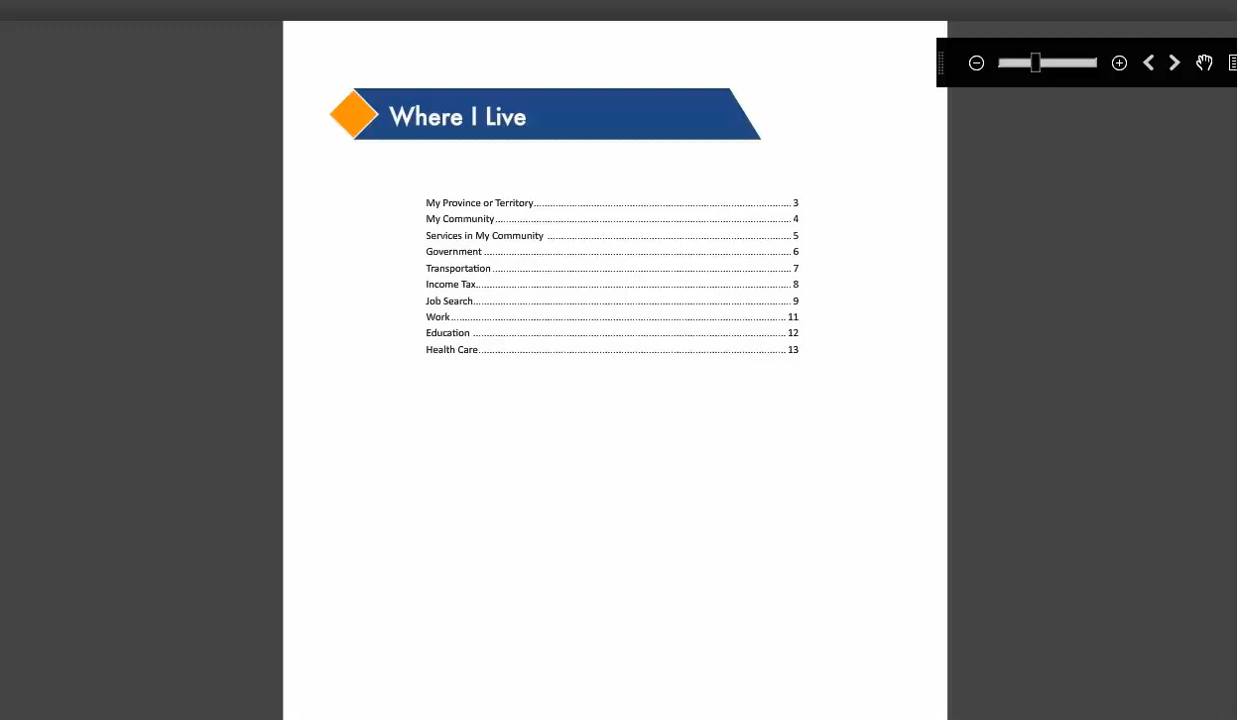 Where I Live
My Province or Territory 3
My Community 4
Services in My Community 5
Government 6
Transportation 7
Income Tax 8
Job Search 9
Work 11
Education 12
Health Care 13